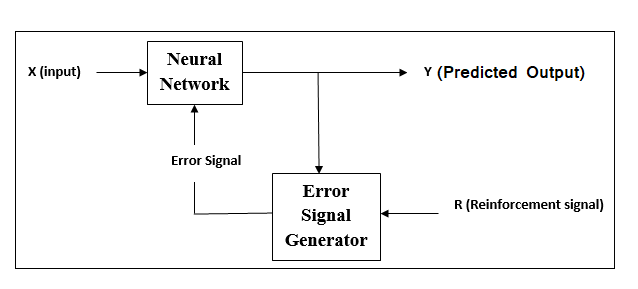 X (input)
Neural
Network
Y (Predicted Output)
Error Signal
Error
Signal
Generator
R (Reinforcement signal)